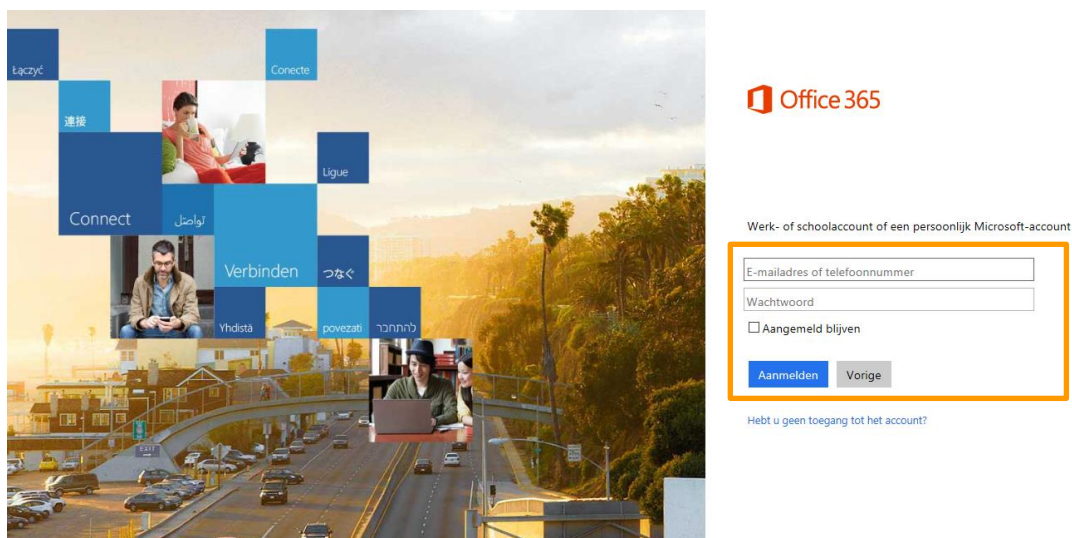 Łączyć
Conecte
連接
Ligue
Connect
تواصل
Verbinden
つなぐ
Yhdistä
povezati
להתחבר
EXIT
Office 365
Werk- of schoolaccount of een persoonlijk Microsoft-account
E-mailadres of telefoonnummer
Wachtwoord
Aangemeld blijven
Aanmelden
Vorige
Hebt u geen toegang tot het account?